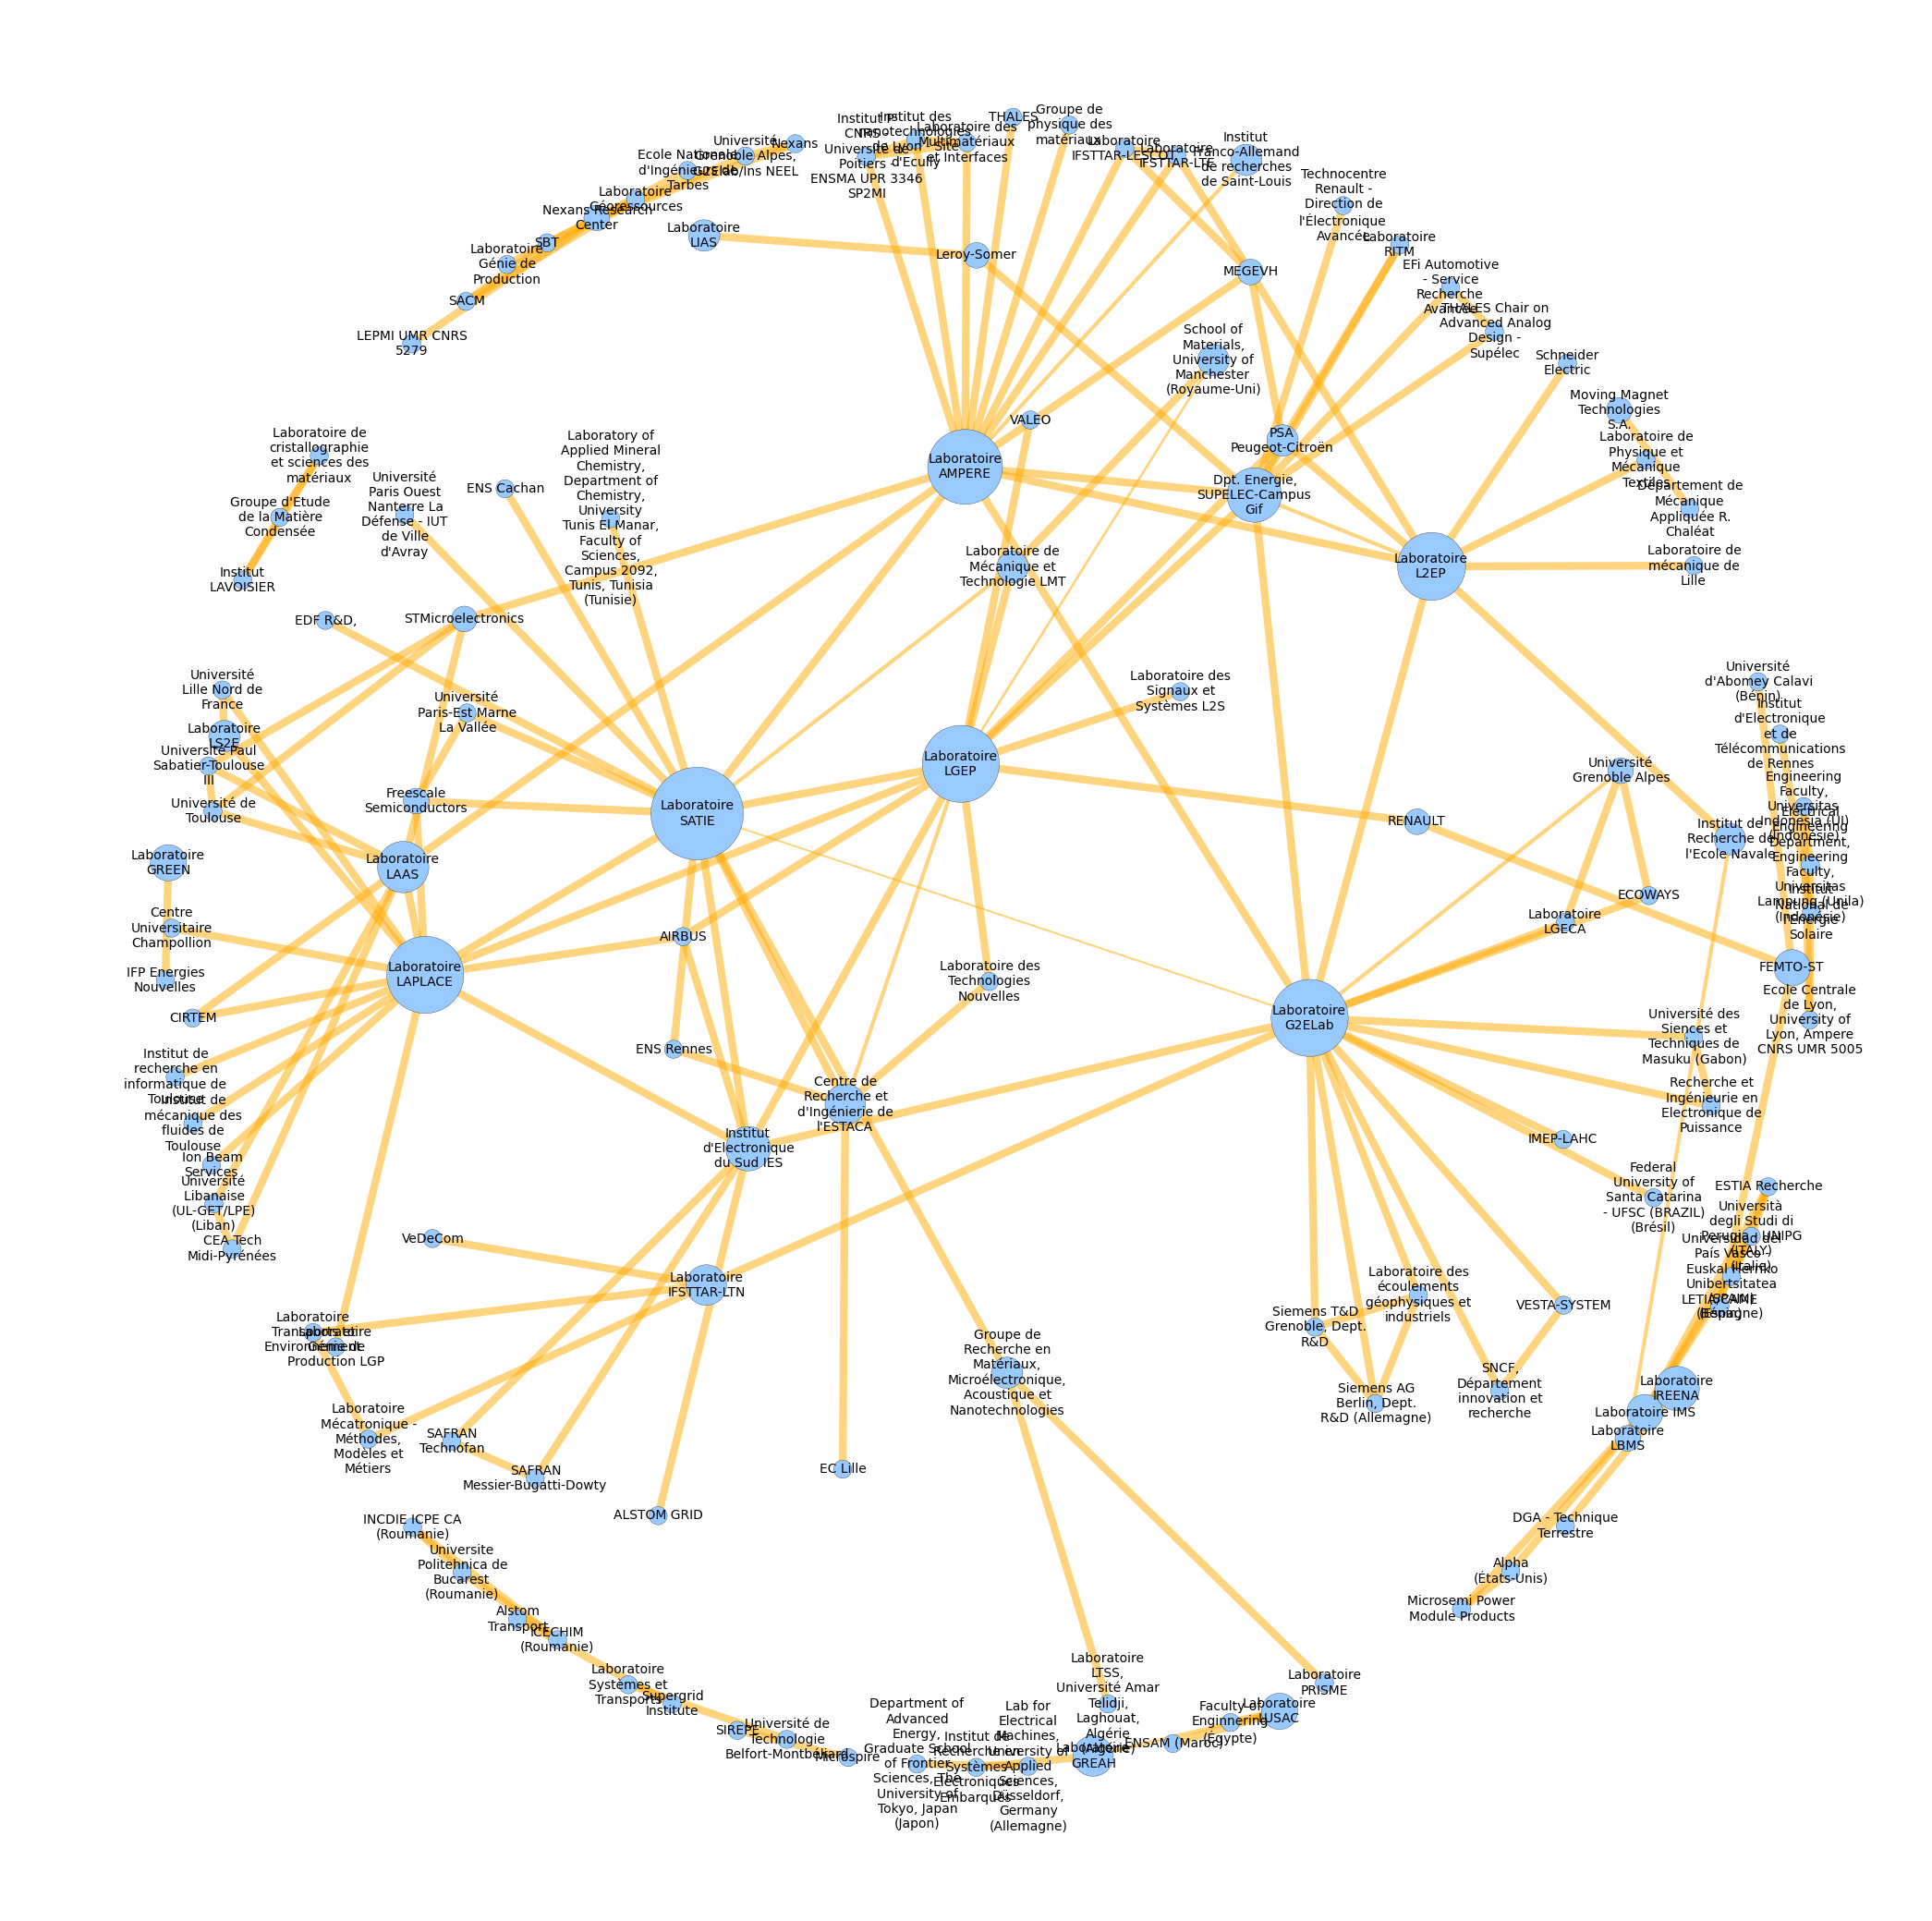 THALES
Groupe de
physique des
matériaux
Institut des
nanotechnologies
de Lyon - Site
d'Ecully
Institut P'
CNRS -
Université de
Poitiers
ENSMA UPR 3346
SP2MI
Laboratoire des
Multimatériaux
et Interfaces
Laboratoire
IFSTTAR-LESCOT
Laboratoire
IFSTTAR-LTE
Institut
Franco-Allemand
de recherches
de Saint-Louis
Nexans
Université
Grenoble Alpes,
G2Elab/Ins NEEL
Ecole Nationale
d'Ingénieurs de
Tarbes
Laboratoire
Géoressources
Nexans Research
Center
SBT
Laboratoire
Génie de
Production
SACM
LEPMI UMR CNRS
5279
Laboratoire
LIAS
Leroy-Somer
MEGEVH
Technocentre
Renault -
Direction de
l'Électronique
Avancée
Laboratoire
RITM
EFi Automotive
- Service
Recherche
Avancée
THALES Chair on
Advanced Analog
Design -
Supélec
School of
Materials,
University of
Manchester
(Royaume-Uni)
Schneider
Electric
Moving Magnet
Technologies
S.A.
Laboratoire de
Physique et
Mécanique
Textiles
Département de
Mécanique
Appliquée R.
Chaléat
Laboratoire de
mécanique de
Lille
VALEO
PSA
Peugeot-Citroën
Laboratoire
AMPERE
Dpt. Energie,
SUPELEC-Campus
Gif
Laboratoire
L2EP
Laboratoire de
Mécanique et
Technologie LMT
Laboratoire de
cristallographie
et sciences des
matériaux
Groupe d'Etude
de la Matière
Condensée
Institut
LAVOISIER
Université
Paris Ouest
Nanterre La
Défense - IUT
de Ville
d'Avray
ENS Cachan
Laboratory of
Applied Mineral
Chemistry,
Department of
Chemistry,
University
Tunis El Manar,
Faculty of
Sciences,
Campus 2092,
Tunis, Tunisia
(Tunisie)
EDF R&D,
STMicroelectronics
Université
Lille Nord de
France
Laboratoire
LS2E
Université Paul
Sabatier-Toulouse
III
Université de
Toulouse
Université
Paris-Est Marne
La Vallée
Freescale
Semiconductors
Laboratoire
SATIE
Laboratoire
LGEP
Laboratoire des
Signaux et
Systèmes L2S
RENAULT
Université
Grenoble Alpes
Institut de
Recherche de
l'Ecole Navale
Université
d'Abomey Calavi
(Bénin)
Institut
d'Electronique
et de
Télécommunications
de Rennes
Engineering
Faculty,
Universitas
Indonesia (UI)
(Indonésie)
Electrical
Engineering
Department,
Engineering
Faculty,
Universitas
Lampung (Unila)
(Indonésie)
Institut
National de
l'Energie
Solaire
FEMTO-ST
Ecole Centrale
de Lyon,
University of
Lyon, Ampere
CNRS UMR 5005
Laboratoire
GREEN
Laboratoire
LAAS
Centre
Universitaire
Champollion
IFP Energies
Nouvelles
Laboratoire
LAPLACE
CIRTEM
AIRBUS
Laboratoire des
Technologies
Nouvelles
ECOWAYS
Laboratoire
LGECA
Laboratoire
G2ELab
Université des
Siences et
Techniques de
Masuku (Gabon)
Recherche et
Ingénieurie en
Electronique de
Puissance
ENS Rennes
Institut de
recherche en
informatique de
Toulouse
Institut de
mécanique des
fluides de
Toulouse
Ion Beam
Services
Université
Libanaise
(UL-GET/LPE)
(Liban)
CEA Tech
Midi-Pyrénées
Centre de
Recherche et
d'Ingénierie de
l'ESTACA
Institut
d'Electronique
du Sud IES
IMEP-LAHC
Federal
University of
Santa Catarina
- UFSC (BRAZIL)
(Brésil)
ESTIA Recherche
Università
degli Studi di
Perugia - UNIPG
(ITALY)
(Italie)
Universidad del
País Vasco -
Euskal Herriko
Unibertsitatea
(SPAIN)
(Espagne)
VeDeCom
Laboratoire
IFSTTAR-LTN
Laboratoire
Transports et
Environnement
Laboratoire
Génie de
Production LGP
Laboratoire des
écoulements
géophysiques et
industriels
Siemens T&D
Grenoble, Dept.
R&D
VESTA-SYSTEM
SNCF,
Département
innovation et
recherche
Siemens AG
Berlin, Dept.
R&D (Allemagne)
Groupe de
Recherche en
Matériaux,
Microélectronique,
Acoustique et
Nanotechnologies
Laboratoire
IREENA
Laboratoire IMS
Laboratoire
LBMS
Laboratoire
Mécatronique -
Méthodes,
Modèles et
Métiers
SAFRAN
Technofan
SAFRAN
Messier-Bugatti-Dowty
EC Lille
ALSTOM GRID
DGA - Technique
Terrestre
Alpha
(États-Unis)
Microsemi Power
Module Products
INCDIE ICPE CA
(Roumanie)
Universite
Politehnica de
Bucarest
(Roumanie)
Alstom
Transport
ICECHIM
(Roumanie)
Laboratoire
Systèmes et
Transports
Supergrid
Institute
SIREPE
Université de
Technologie
Belfort-Montbéliard
Microspire
Department of
Advanced
Energy,
Graduate School
of Frontier
Sciences, The
University of
Tokyo, Japan
(Japon)
Institut de
Recherche en
Systèmes
Electroniques
Embarqués
Lab for
Electrical
Machines,
University of
Applied
Sciences,
Düsseldorf,
Germany
(Allemagne)
Laboratoire
LTSS,
Université Amar
Telidji,
Laghouat,
Algérie
(Algérie)
Laboratoire
GREAH
ENSAM (Maroc)
Faculty of
Enginnering
(Égypte)
Laboratoire
LUSAC
Laboratoire
PRISME